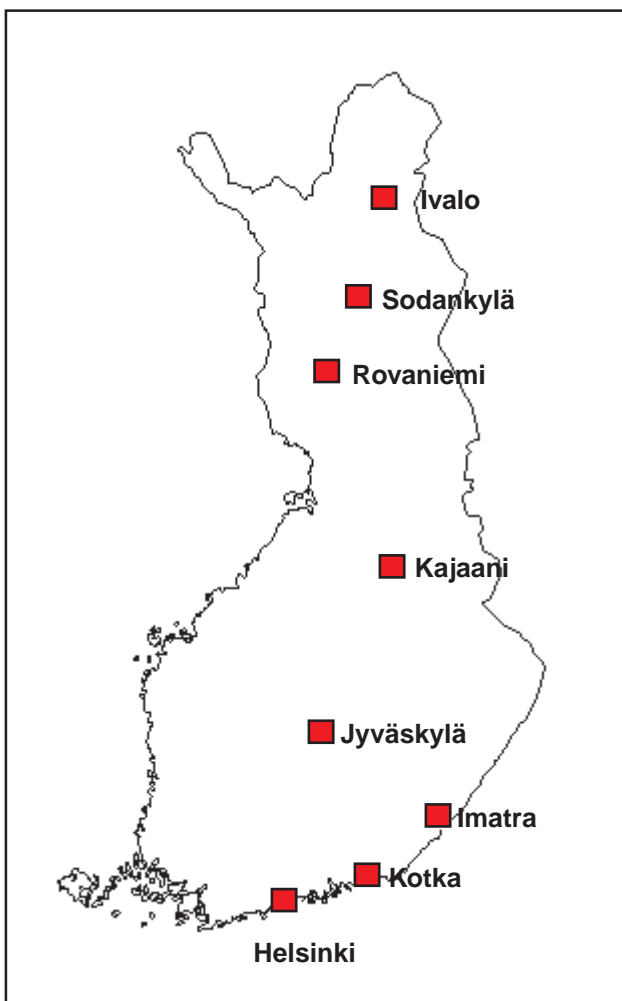 Ivalo
Sodankylä
Rovaniemi
Kajaani
Jyväskylä
Imatra
Kotka
Helsinki